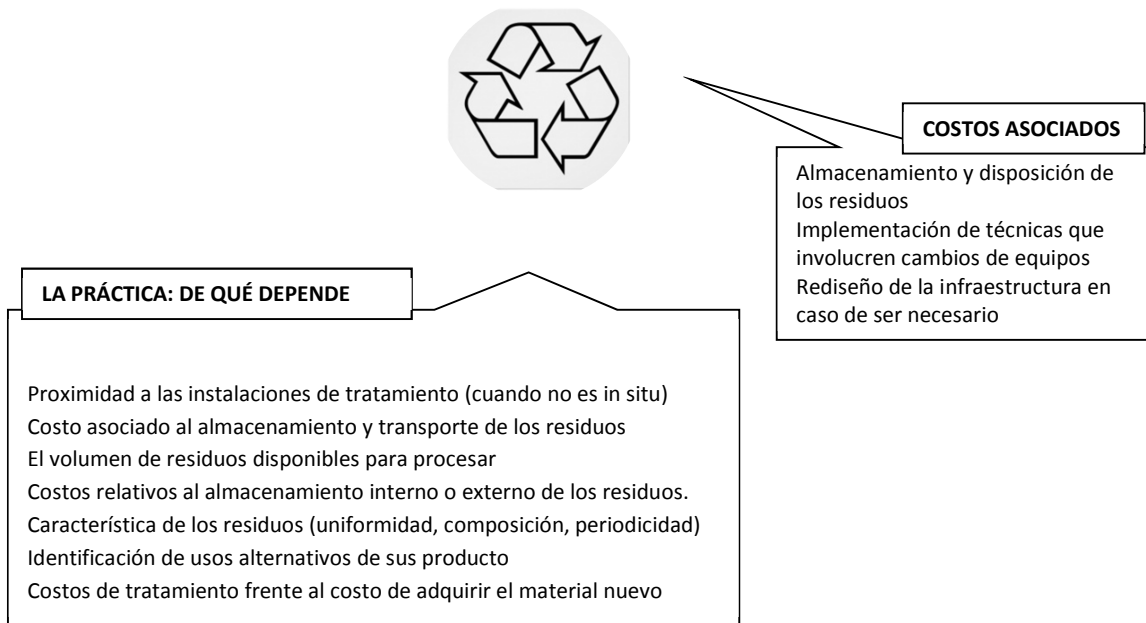 COSTOS ASOCIADOS
Almacenamiento y disposición de
los residuos
Implementación de técnicas que
involucren cambios de equipos
Rediseño de la infraestructura en
caso de ser necesario
LA PRÁCTICA: DE QUÉ DEPENDE
Proximidad a las instalaciones de tratamiento (cuando no es in situ)
Costo asociado al almacenamiento y transporte de los residuos
El volumen de residuos disponibles para procesar
Costos relativos al almacenamiento interno o externo de los residuos.
Característica de los residuos (uniformidad, composición, periodicidad)
Identificación de usos alternativos de sus producto
Costos de tratamiento frente al costo de adquirir el material nuevo